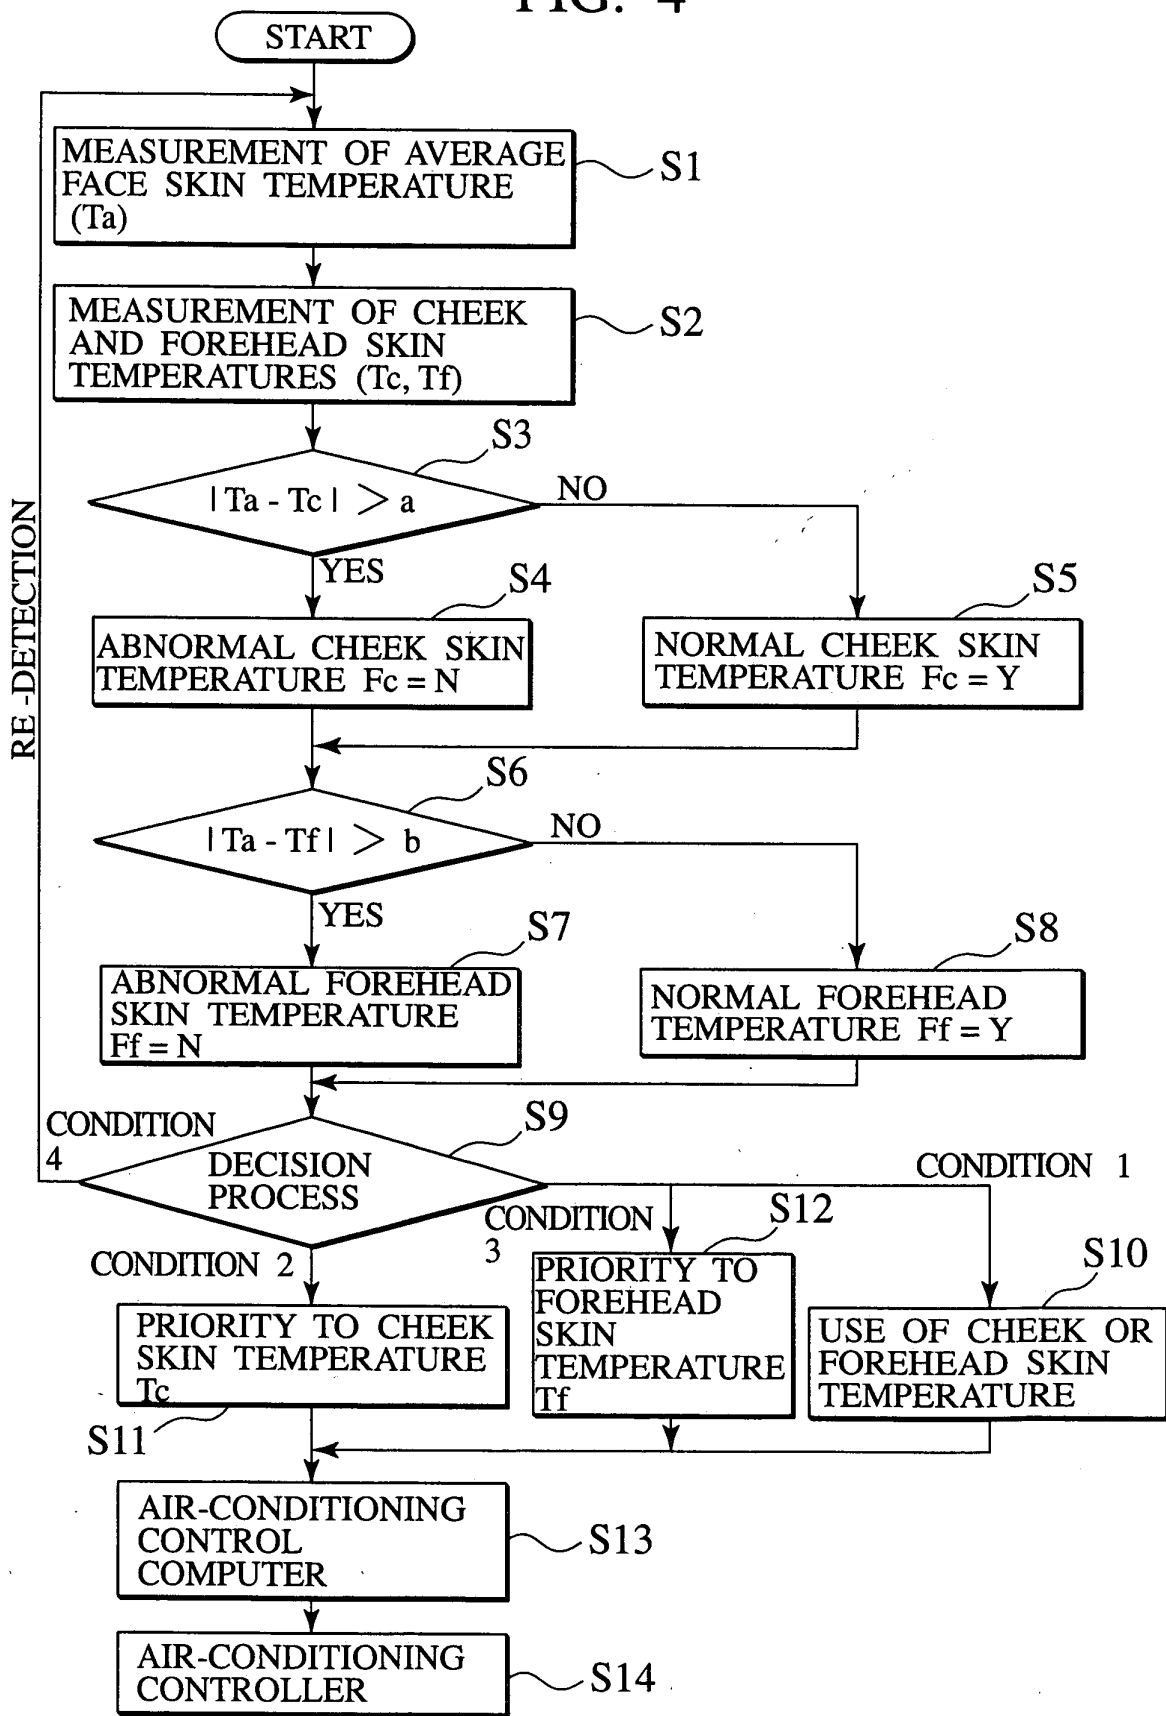 FIG. 4
START
MEASUREMENT OF AVERAGE
FACE SKIN TEMPERATURE
(Ta)
S1
MEASUREMENT OF CHEEK
AND FOREHEAD SKIN
TEMPERATURES (Tc, Tf)
S2
S3
| Ta - Tc | > a
NO
YES
RE -DETECTION
S4
ABNORMAL CHEEK SKIN
TEMPERATURE Fc = N
S5
NORMAL CHEEK SKIN
TEMPERATURE Fc = Y
S6
| Ta - Tf | > b
NO
YES
S7
ABNORMAL FOREHEAD
SKIN TEMPERATURE
Ff = N
S8
NORMAL FOREHEAD
TEMPERATURE Ff = Y
S9
DECISION
PROCESS
CONDITION
4
CONDITION 2
CONDITION
3
CONDITION 1
S12
PRIORITY TO
FOREHEAD
SKIN
TEMPERATURE
Tf
S10
USE OF CHEEK OR
FOREHEAD SKIN
TEMPERATURE
PRIORITY TO CHEEK
SKIN TEMPERATURE
Tc
S11
AIR-CONDITIONING
CONTROL
COMPUTER
S13
AIR-CONDITIONING
CONTROLLER
S14